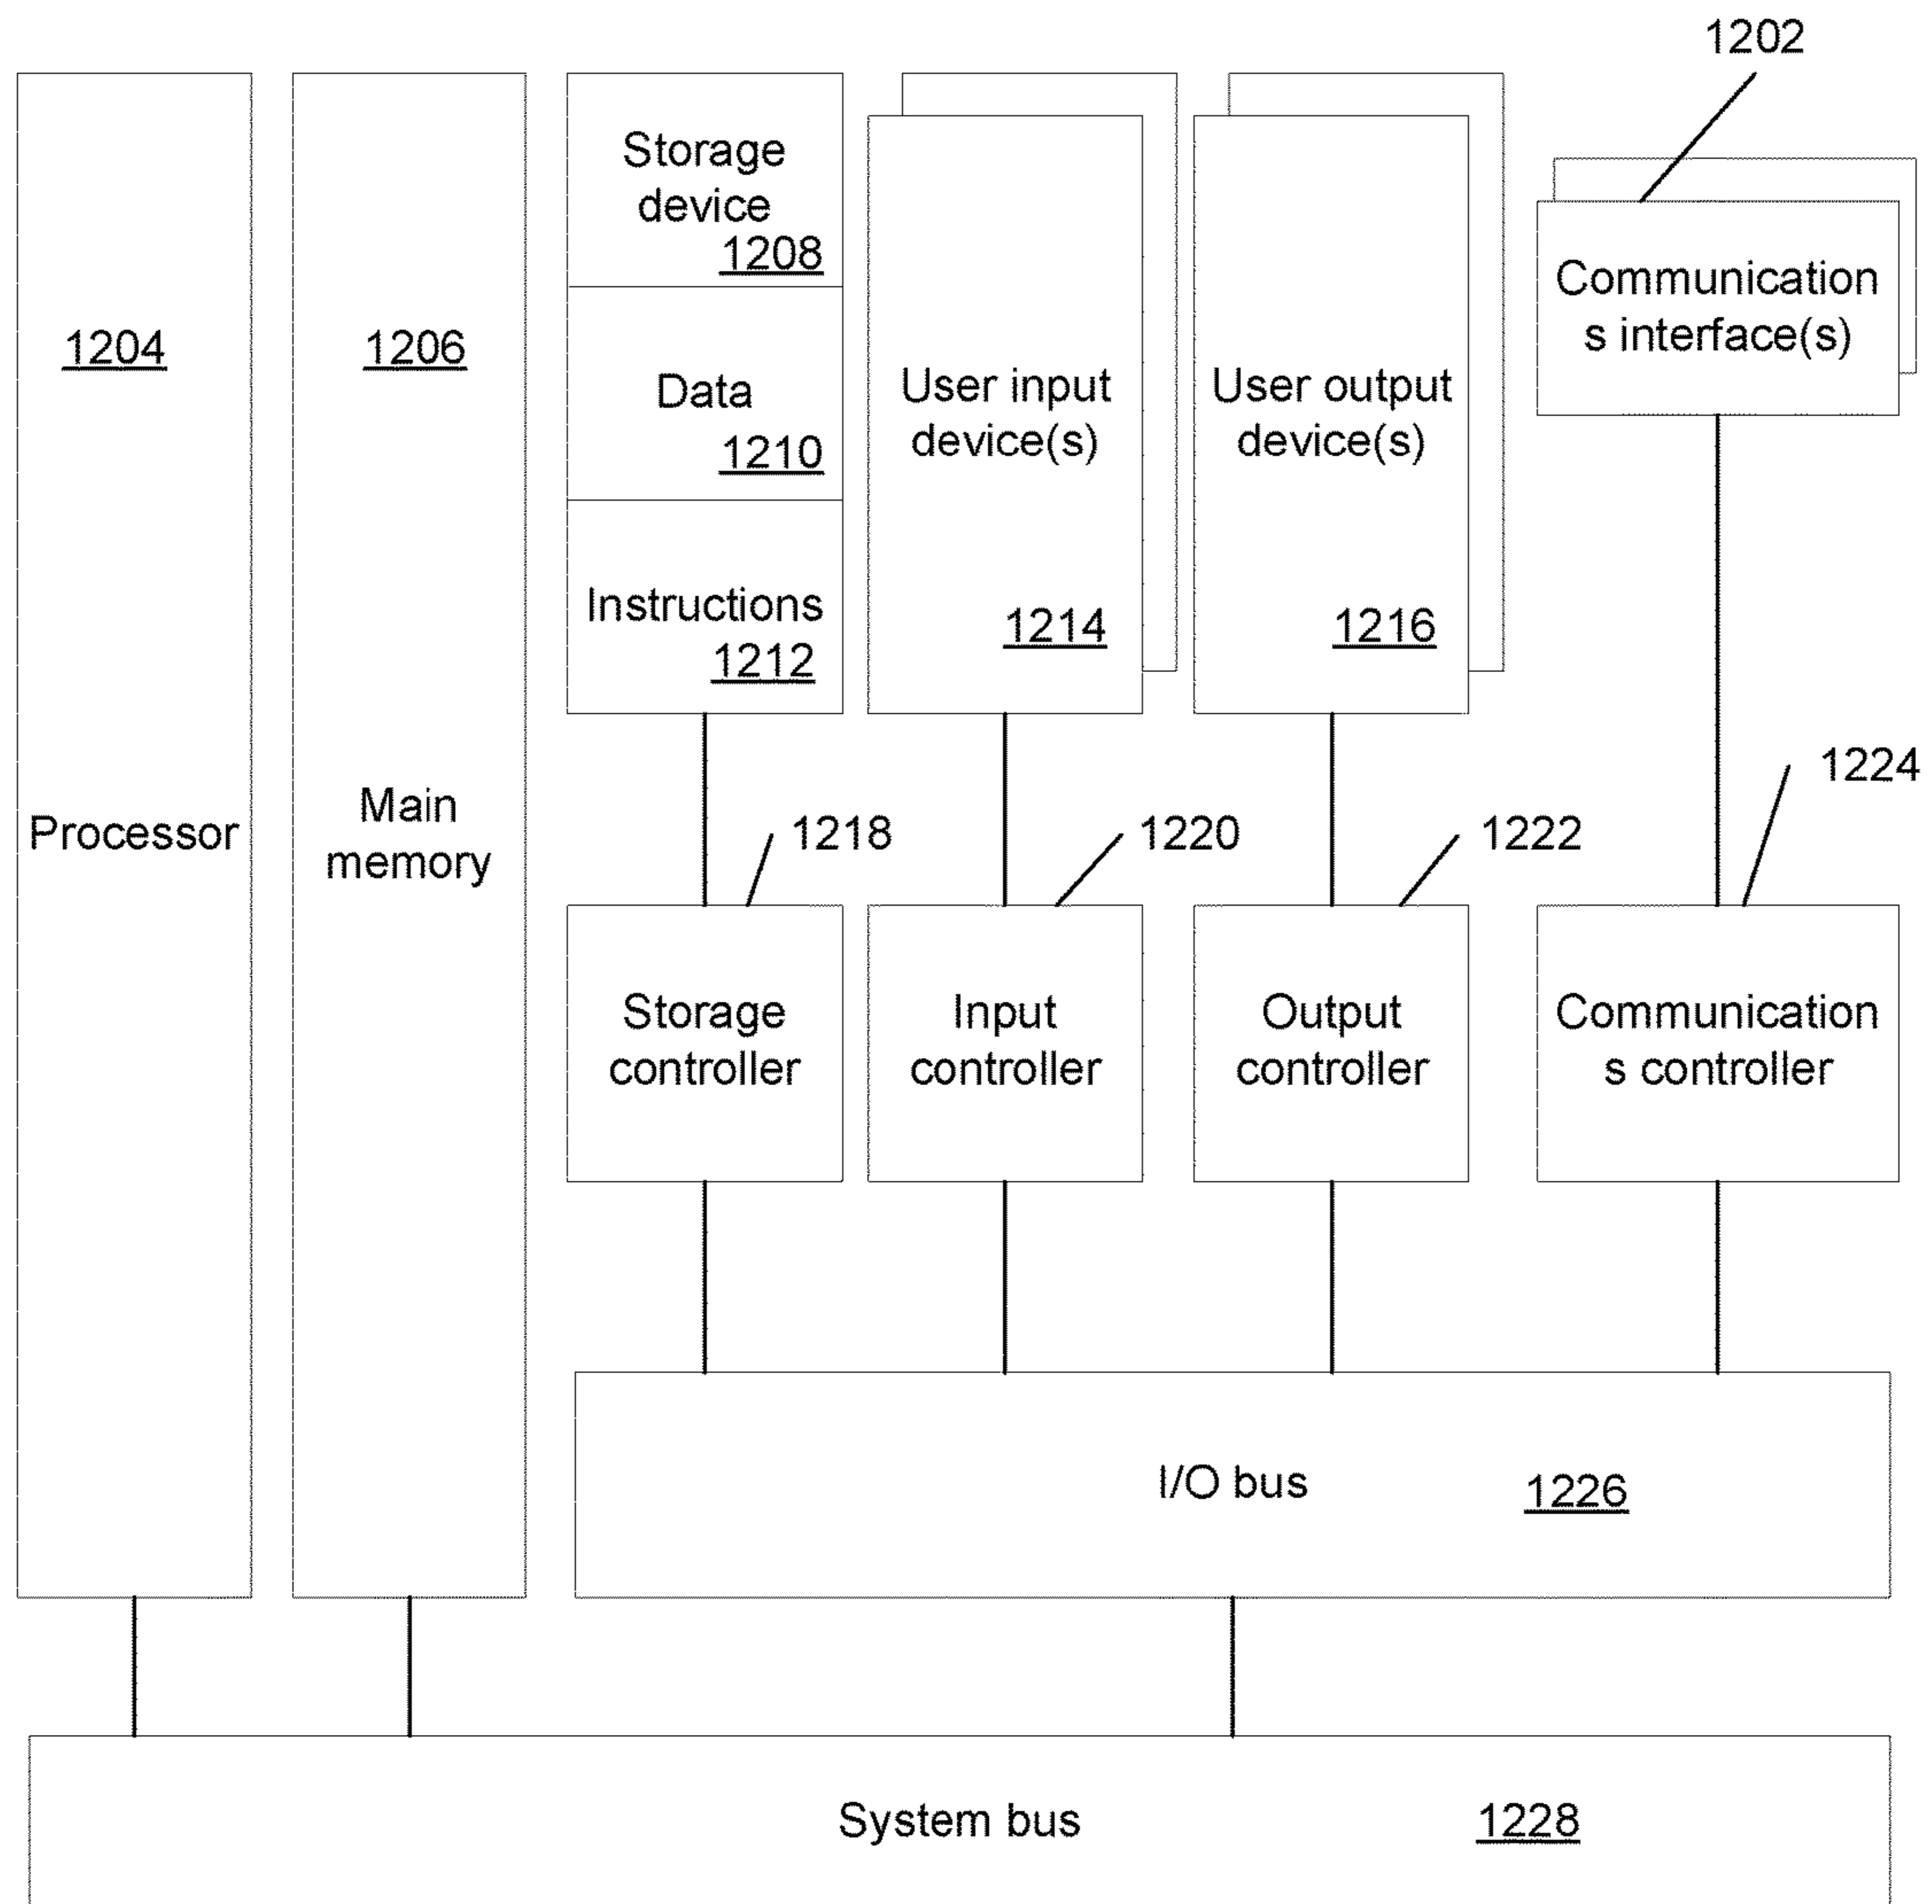 1202
Storage
device
1208
Communication
s interface(s)
1204
1206
Data
1210
User input
device(s)
User output
device(s)
Instructions
1212
1214
1216
1224
Processor
Main
memory
1218
1220
1222
Storage
controller
Input
controller
Output
controller
Communication
s controller
I/O bus
1226
System bus
1228